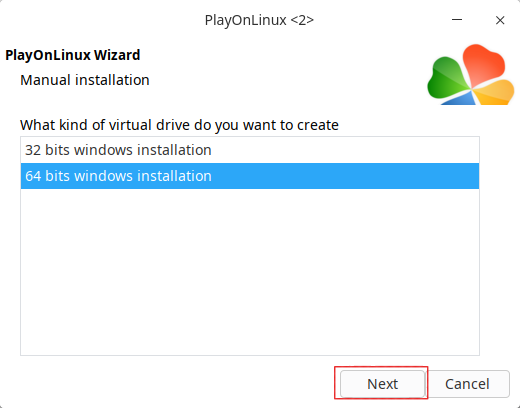 PlayOnLinux <2>
PlayOnLinux Wizard
Manual installation
What kind of virtual drive do you want to create
32 bits windows installation
64 bits windows installation
Next
Cancel